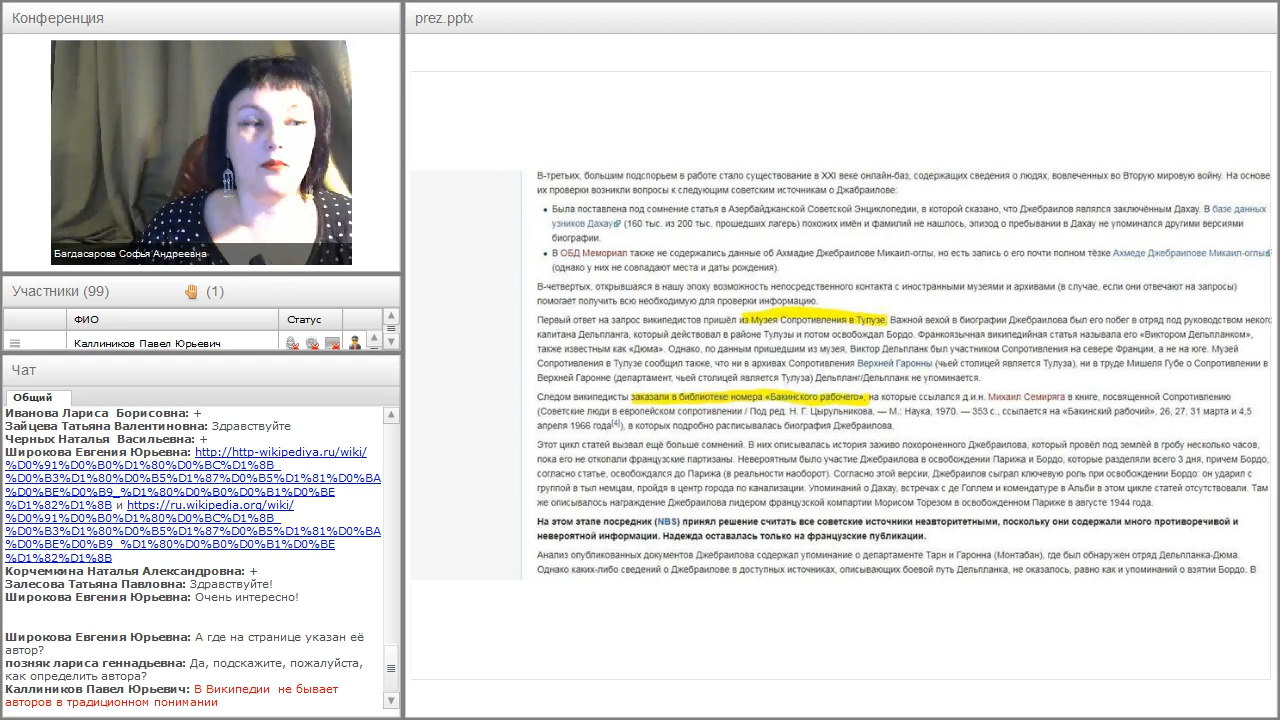 Конференция
Багдасарова Софья Андреевна
Участники (99)
(1)
ФИО
Статус
Каллиников Павел Юрьевич
Чат
Общий
Иванова Лариса Борисовна: +
Зайцева Татьяна Валентиновна: Здравствуйте
Черных Наталья Васильевна: +
Широкова Евгения Юрьевна: http://http-wikipediya.ru/wiki/
%D0%91%D0%B0%D1%80%D0%BC%D1%8B_
%D0%B3%D1%80%D0%B5%D1%87%D0%B5%D1%81%D0%BA
%D0%BE%D0%B9_%D1%80%D0%B0%D0%B1%D0%BE
%D1%82%D1%8B и https://ru.wikipedia.org/wiki/
%D0%91%D0%B0%D1%80%D0%BC%D1%8B_
%D0%B3%D1%80%D0%B5%D1%87%D0%B5%D1%81%D0%BA
%D0%BE%D0%B9_%D1%80%D0%B0%D0%B1%D0%BE
%D1%82%D1%8B
Корчемкина Наталья Александровна: +
Залесова Татьяна Павловна: Здравствуйте!
Широкова Евгения Юрьевна: Очень интересно!
Широкова Евгения Юрьевна: А где на странице указан её
автор?
позняк лариса геннадьевна: Да, подскажите, пожалуйста,
как определить автора?
Каллиников Павел Юрьевич: В Википедии не бывает
авторов в традиционном понимании
prez.pptx
В-третьих, большим подспорьем в работе стало существование в XXI веке онлайн-баз, содержащих сведения о людях, вовлеченных во Вторую мировую войну. На основе
их проверки возникли вопросы к следующим советским источникам о Джабраилове:
• Была поставлена под сомнение статья в Азербайджанской Советской Энциклопедии, в которой сказано, что Джебраилов являлся заключённым Дахау. В базе данных
узников Дахау (160 тыс. из 200 тыс. прошедших лагерь) похожих имён и фамилий не нашлось, эпизод о пребывании в Дахау не упоминался другими версиями
биографии.
• В ОБД Мемориал также не содержались данные об Ахмадие Джебраилове Микаил-оглы, но есть запись о его почти полном тёзке Ахмеде Джебраилове Микаил-оглы
(однако у них не совпадают места и даты рождения).
В-четвертых, открывшаяся в нашу эпоху возможность непосредственного контакта с иностранными музеями и архивами (в случае, если они отвечают на запросы)
помогает получить всю необходимую для проверки информацию.
Первый ответ на запрос википедистов пришёл из Музея Сопротивления в Тулузе. Важной вехой в биографии Джебраилова был его побег в отряд под руководством некого
капитана Дельпланга, который действовал в районе Тулузы и потом освобождал Бордо. Франкоязычная википедийная статья называла его «Виктором Дельпланком»,
также известным как «Дюма». Однако, по данным пришедшим из музея, Виктор Дельпланк был участником Сопротивления на севере Франции, а не на юге. Музей
Сопротивления в Тулузе сообщил также, что ни в архивах Сопротивления Верхней Гаронны (чьей столицей является Тулуза), ни в труде Мишеля Губе о Сопротивлении в
Верхней Гаронне (департамент, чьей столицей является Тулуза) Дельпланг/Дельпланк не упоминается.
Следом википедисты заказали в библиотеке номера «Бакинского рабочего», на которые ссылался д.и.н. Михаил Семиряга в книге, посвященной Сопротивлению
(Советские люди в европейском сопротивлении / Под ред. Н. Г. Цырульникова. — М.: Наука, 1970. — 353 с., ссылается на «Бакинский рабочий», 26, 27, 31 марта и 4,5
апреля 1966 года[4]), в которых подробно расписывалась биография Джебраилова.
Этот цикл статей вызвал ещё больше сомнений. В них описывалась история заживо похороненного Джебраилова, который провёл под землёй в гробу несколько часов,
пока его не откопали французские партизаны. Невероятным было участие Джебраилова в освобождении Парижа и Бордо, которые разделяли всего 3 дня, причем Бордо,
согласно статье, освобождался до Парижа (в реальности наоборот). Согласно этой версии, Джебраилов сыграл ключевую роль при освобождении Бордо: он ударил с
группой в тыл немцам, пройдя в центр города по канализации. Упоминаний о Дахау, встречах с де Голлем и комендатуре в Альби в этом цикле статей отсутствовали. Там
же описывалось награждение Джебраилова лидером французской компартии Морисом Торезом в освобожденном Париже в августе 1944 года.
На этом этапе посредник (NBS) принял решение считать все советские источники неавторитетными, поскольку они содержали много противоречивой и
невероятной информации. Надежда оставалась только на французские публикации.
Анализ опубликованных документов Джебраилова содержал упоминание о департаменте Тарн и Гаронна (Монтабан), где был обнаружен отряд Дельпланка-Дюма.
Однако каких-либо сведений о Джебраилове в доступных источниках, описывающих боевой путь Дельпланка, не оказалось, равно как и упоминаний о взятии Бордо. В